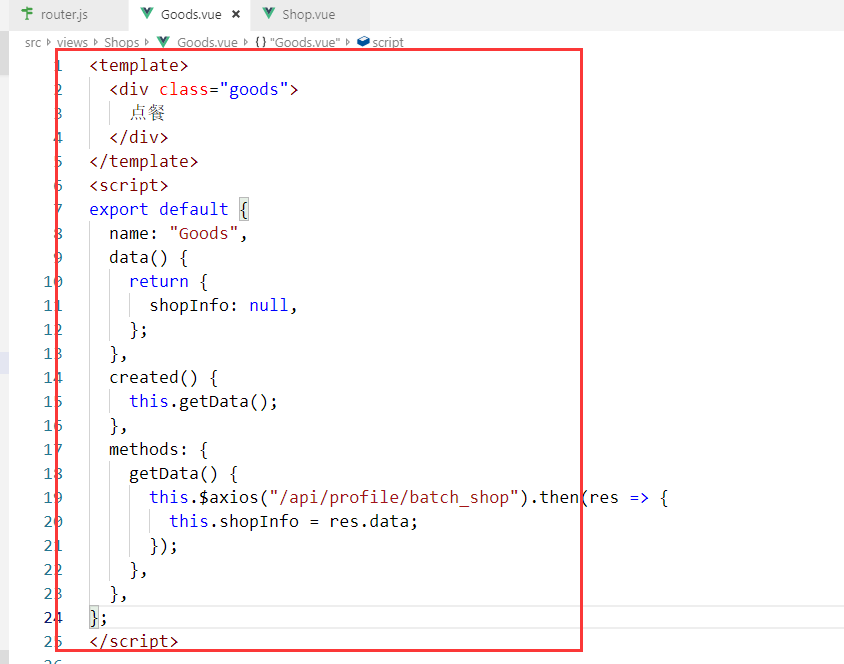 router.js Goods.vue × Shop.vue
src views Shops Goods.vue {} "Goods.vue" script
1 <template>
2 <div class="goods">
3 点餐
4 </div>
5 </template>
6 <script>
7 export default {
8 name: "Goods",
9 data() {
10 return {
11 shopInfo: null,
12 };
13 },
14 created() {
15 this.getData();
16 },
17 methods: {
18 getData() {
19 this.$axios("/api/profile/batch_shop").then(res => {
20 this.shopInfo = res.data;
21 });
22 },
23 },
24 };
25 </script>
26